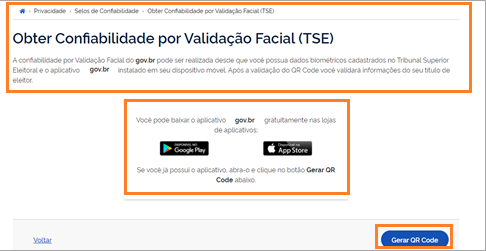 > Privacidade > Selos de Confiabilidade > Obter Confiabilidade por Validação Facial (TSE)
Obter Confiabilidade por Validação Facial (TSE)
A confiabilidade por Validação Facial do gov.br pode ser realizada desde que você possua dados biométricos cadastrados no Tribunal Superior
Eleitoral e o aplicativo gov.br instalado em seu dispositivo móvel. Após a validação do QR Code você validará informações do seu título de
eleitor.
Você pode baixar o aplicativo gov.br gratuitamente nas lojas
de aplicativos:
DISPONÍVEL NO
Google Play
Disponível na
App Store
Se você já possui o aplicativo, abra-o e clique no botão Gerar QR
Code abaixo.
Voltar
Gerar QR Code